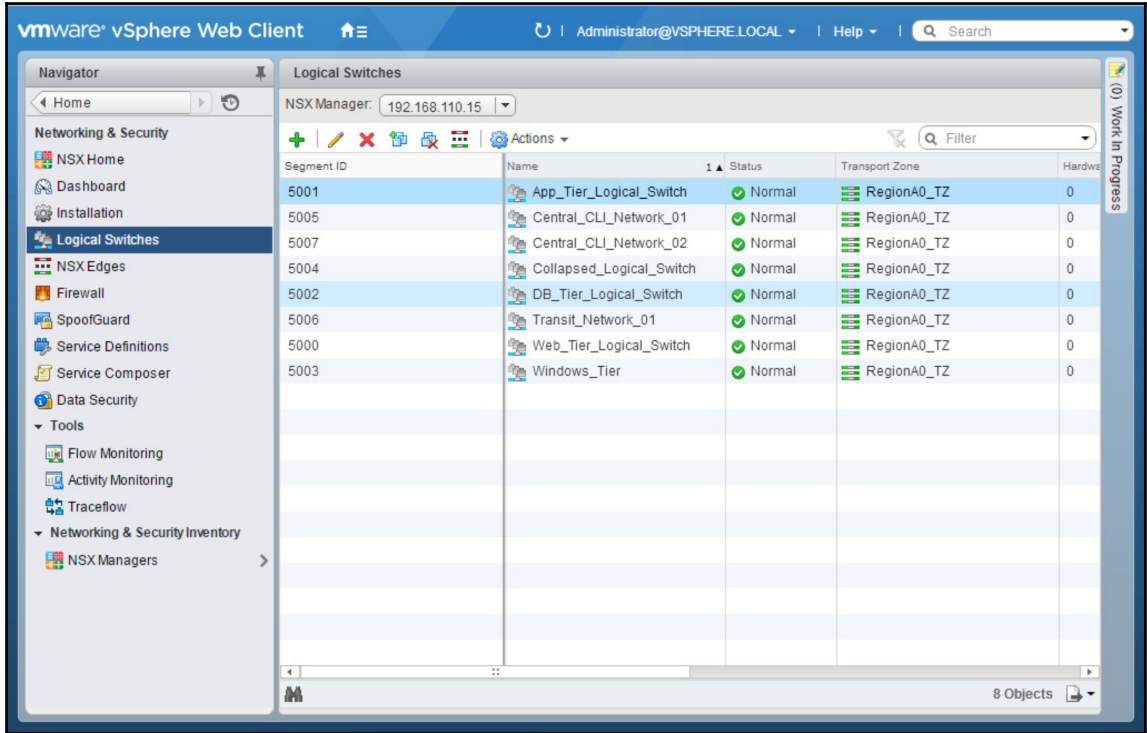 vmware® vSphere Web Client
Administrator@VSPHERE.LOCAL
Help
Search
Navigator
Home
Networking & Security
NSX Home
Dashboard
Installation
Logical Switches
NSX Edges
Firewall
SpoofGuard
Service Definitions
Service Composer
Data Security
Tools
Flow Monitoring
Activity Monitoring
Traceflow
Networking & Security Inventory
NSX Managers
Logical Switches
NSX Manager: 192.168.110.15
Actions
Filter
Segment ID Name 1 Status Transport Zone Hardwa
5001 App_Tier_Logical_Switch Normal RegionA0_TZ 0
5005 Central_CLI_Network_01 Normal RegionA0_TZ 0
5007 Central_CLI_Network_02 Normal RegionA0_TZ 0
5004 Collapsed_Logical_Switch Normal RegionA0_TZ 0
5002 DB_Tier_Logical_Switch Normal RegionA0_TZ 0
5006 Transit_Network_01 Normal RegionA0_TZ 0
5000 Web_Tier_Logical_Switch Normal RegionA0_TZ 0
5003 Windows_Tier Normal RegionA0_TZ 0
8 Objects
(0) Work In Progress